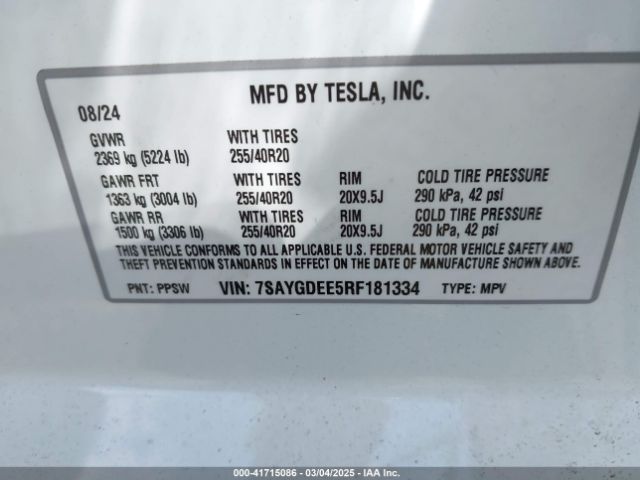 MFD BY TESLA, INC.
08/24
GVWR WITH TIRES
2369 kg (5224 lb) 255/40R20
GAWR FRT WITH TIRES RIM COLD TIRE PRESSURE
1363 kg (3004 lb) 255/40R20 20X9.5J 290 kPa, 42 psi
GAWR RR WITH TIRES RIM COLD TIRE PRESSURE
1500 kg (3306 lb) 255/40R20 20X9.5J 290 kPa, 42 psi
THIS VEHICLE CONFORMS TO ALL APPLICABLE U.S. FEDERAL MOTOR VEHICLE SAFETY AND
THEFT PREVENTION STANDARDS IN EFFECT ON THE DATE OF MANUFACTURE SHOWN ABOVE.
PNT: PPSW VIN: 7SAYGDEE5RF181334 TYPE: MPV
000-41715086 - 03/04/2025 - IAA Inc.